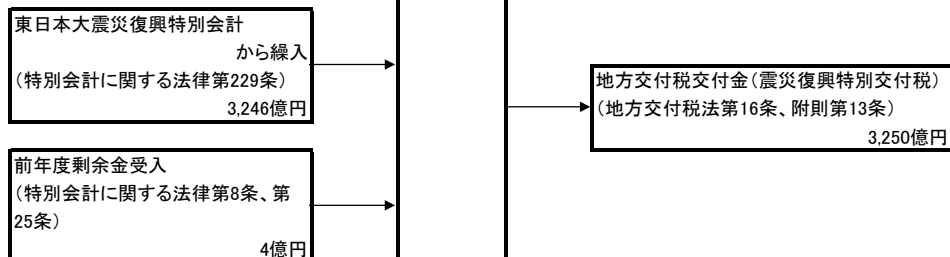 東日本大震災復興特別会計
から繰入
（特別会計に関する法律第229条）
3,246億円
前年度剰余金受入
（特別会計に関する法律第8条、第
25条）
4億円
地方交付税交付金（震災復興特別交付税）
（地方交付税法第16条、附則第13条）
3,250億円